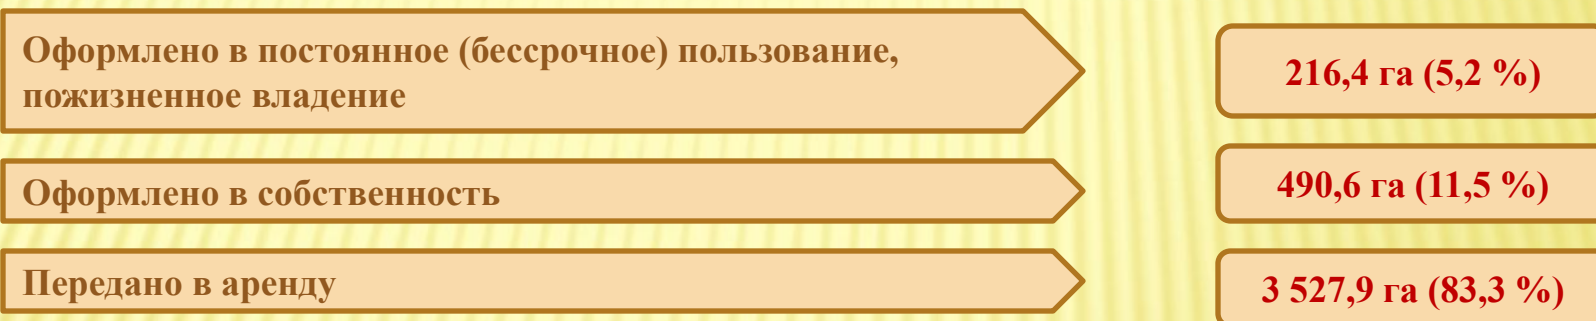 Оформлено в постоянное (бессрочное) пользование,
пожизненное владение
216,4 га (5,2 %)
Оформлено в собственность
490,6 га (11,5 %)
Передано в аренду
3 527,9 га (83,3 %)